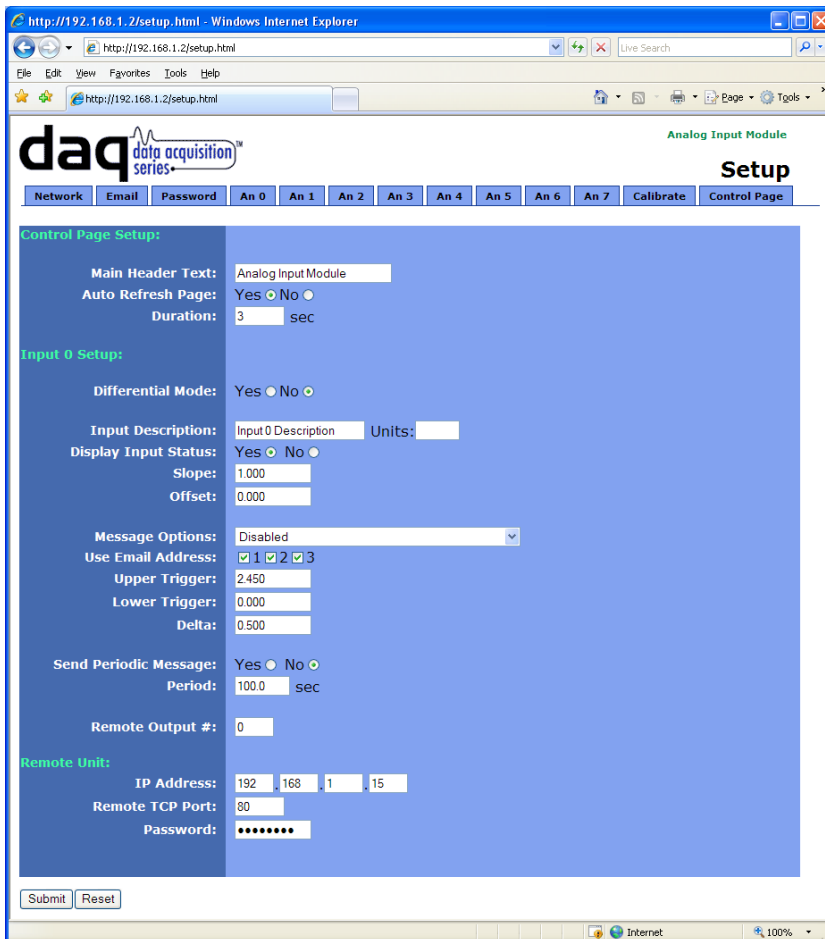 http://192.168.1.2/setup.html - Windows Internet Explorer
http://192.168.1.2/setup.html Live Search
File Edit View Favorites Tools Help
http://192.168.1.2/setup.html Page Tools
daq data acquisition series TM
Analog Input Module
Setup
Network Email Password An 0 An 1 An 2 An 3 An 4 An 5 An 6 An 7 Calibrate Control Page
Control Page Setup:
Main Header Text: Analog Input Module
Auto Refresh Page: Yes No
Duration: 3 sec
Input 0 Setup:
Differential Mode: Yes No
Input Description: Input 0 Description Units:
Display Input Status: Yes No
Slope: 1.000
Offset: 0.000
Message Options: Disabled
Use Email Address: 1 2 3
Upper Trigger: 2.450
Lower Trigger: 0.000
Delta: 0.500
Send Periodic Message: Yes No
Period: 100.0 sec
Remote Output #: 0
Remote Unit:
IP Address: 192 . 168 . 1 . 15
Remote TCP Port: 80
Password: ••••••••
Submit Reset
Internet 100%